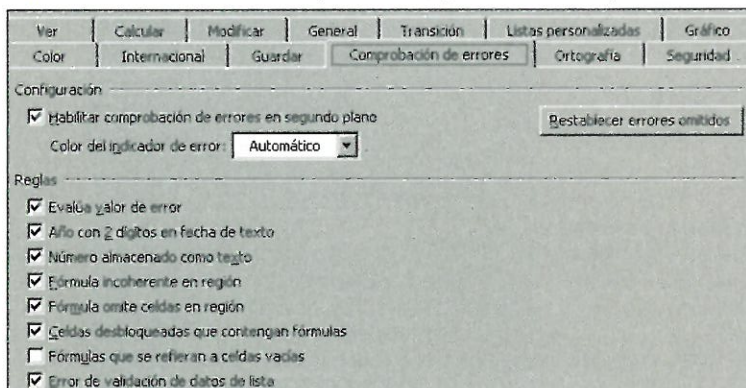 Ver Calcular Modificar General Transición Listas personalizadas Gráfico
Color Internacional Guardar Comprobación de errores Ortografía Seguridad
Configuración
Habilitar comprobación de errores en segundo plano Restablecer errores omitidos
Color del indicador de error: Automático
Reglas
Evalúa valor de error
Año con 2 dígitos en fecha de texto
Número almacenado como texto
Fórmula incoherente en región
Fórmula omite celdas en región
Celdas desbloqueadas que contengan fórmulas
Fórmulas que se refieran a celdas vacías
Error de validación de datos de lista